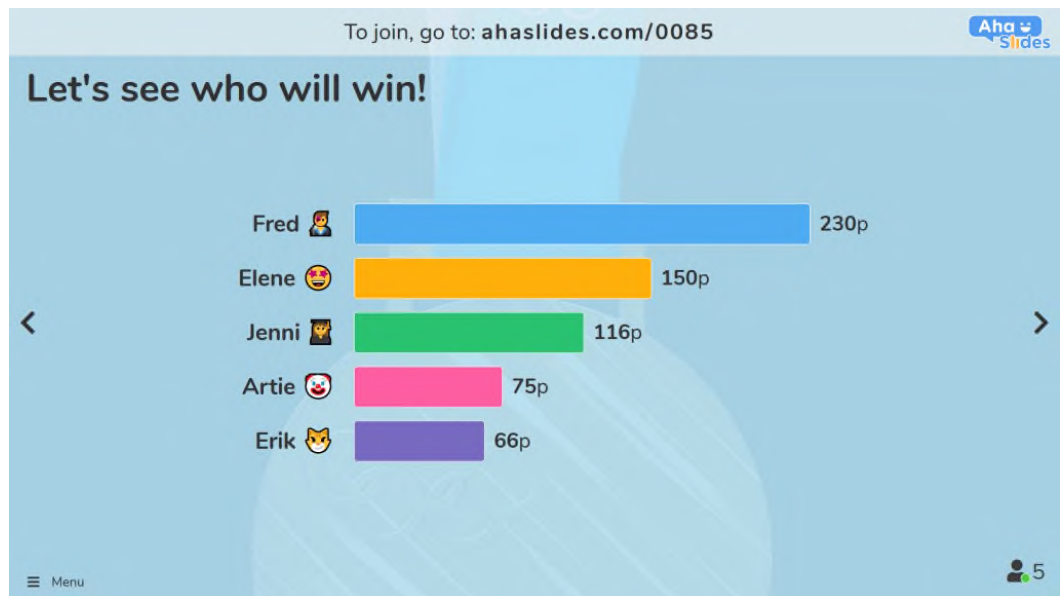 To join, go to: ahaslides.com/0085
Aha
Slides
Let's see who will win!
Fred 230p
Elene 150p
Jenni 116p
Artie 75p
Erik 66p
Menu
5